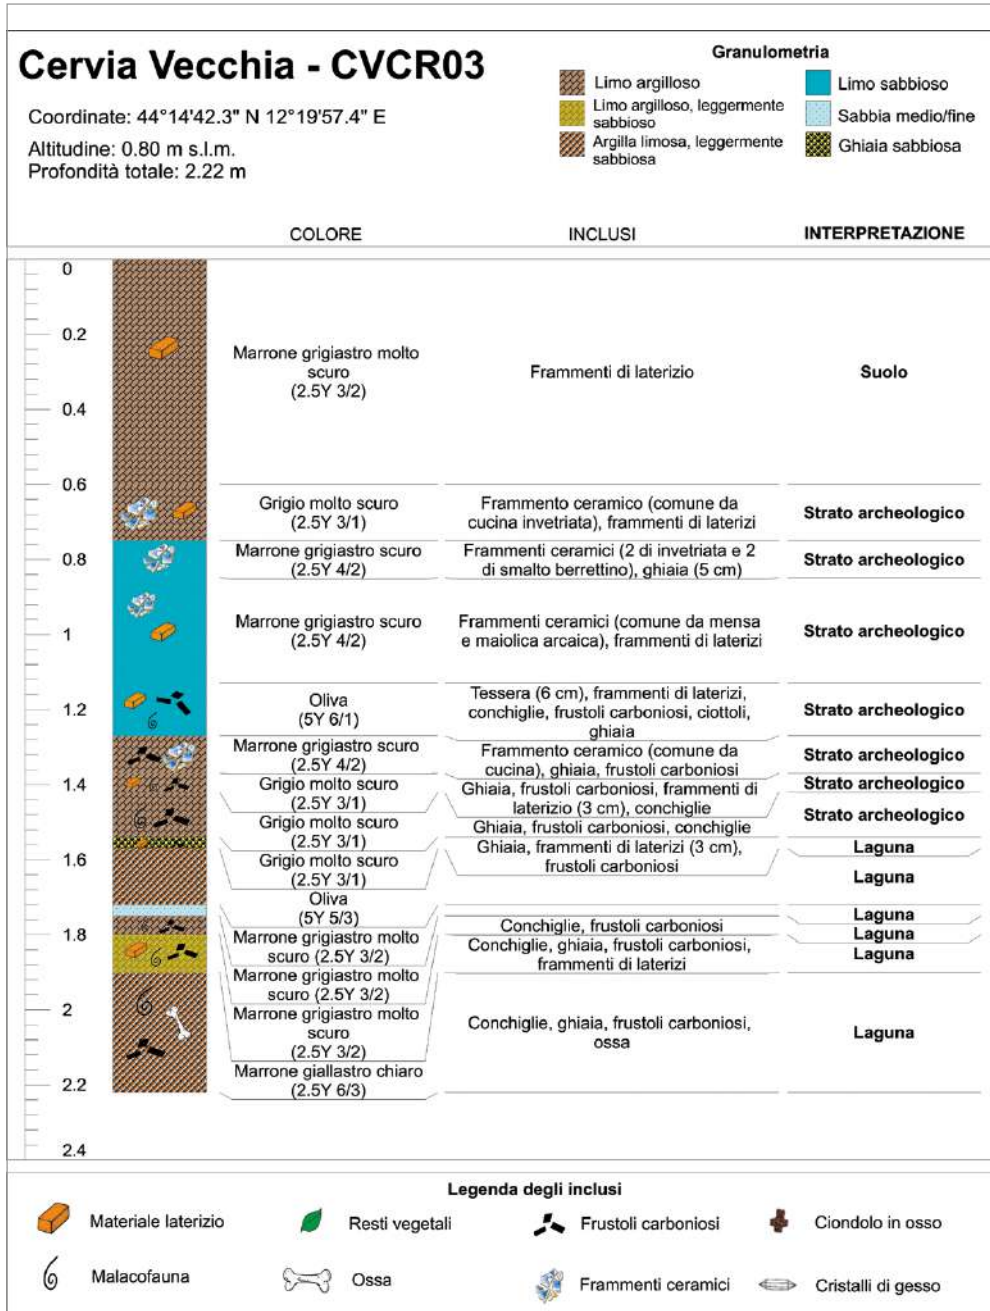 Cervia Vecchia - CVCR03
Coordinate: 44°14'42.3" N 12°19'57.4" E
Altitudine: 0.80 m s.l.m.
Profondità totale: 2.22 m
Granulometria
Limo argilloso
Limo argilloso, leggermente
sabbioso
Argilla limosa, leggermente
sabbiosa
Limo sabbioso
Sabbia medio/fine
Ghiaia sabbiosa
COLORE
INCLUSI
INTERPRETAZIONE
0
0.2
0.4
0.6
0.8
1
1.2
1.4
1.6
1.8
2
2.2
2.4
Marrone grigiastro molto
scuro
(2.5Y 3/2)
Grigio molto scuro
(2.5Y 3/1)
Marrone grigiastro scuro
(2.5Y 4/2)
Marrone grigiastro scuro
(2.5Y 4/2)
Oliva
(5Y 6/1)
Marrone grigiastro scuro
(2.5Y 4/2)
Grigio molto scuro
(2.5Y 3/1)
Grigio molto scuro
(2.5Y 3/1)
Grigio molto scuro
(2.5Y 3/1)
Oliva
(5Y 5/3)
Marrone grigiastro molto
scuro (2.5Y 3/2)
Marrone grigiastro molto
scuro (2.5Y 3/2)
Marrone grigiastro molto
scuro
(2.5Y 3/2)
Marrone giallastro chiaro
(2.5Y 6/3)
Frammenti di laterizio
Frammento ceramico (comune da
cucina invetriata), frammenti di laterizi
Frammenti ceramici (2 di invetriata e 2
di smalto berrettino), ghiaia (5 cm)
Frammenti ceramici (comune da mensa
e maiolica arcaica), frammenti di laterizi
Tessera (6 cm), frammenti di laterizi,
conchiglie, frustoli carboniosi, ciottoli,
ghiaia
Frammento ceramico (comune da
cucina), ghiaia, frustoli carboniosi
Ghiaia, frustoli carboniosi, frammenti di
laterizio (3 cm), conchiglie
Ghiaia, frustoli carboniosi, conchiglie
Ghiaia, frammenti di laterizi (3 cm),
frustoli carboniosi
Conchiglie, frustoli carboniosi
Conchiglie, ghiaia, frustoli carboniosi,
frammenti di laterizi
Conchiglie, ghiaia, frustoli carboniosi,
ossa
Suolo
Strato archeologico
Strato archeologico
Strato archeologico
Strato archeologico
Strato archeologico
Strato archeologico
Strato archeologico
Laguna
Laguna
Laguna
Laguna
Laguna
Laguna
Legenda degli inclusi
Materiale laterizio
Resti vegetali
Frustoli carboniosi
Ciondolo in osso
Malacofauna
Ossa
Frammenti ceramici
Cristalli di gesso